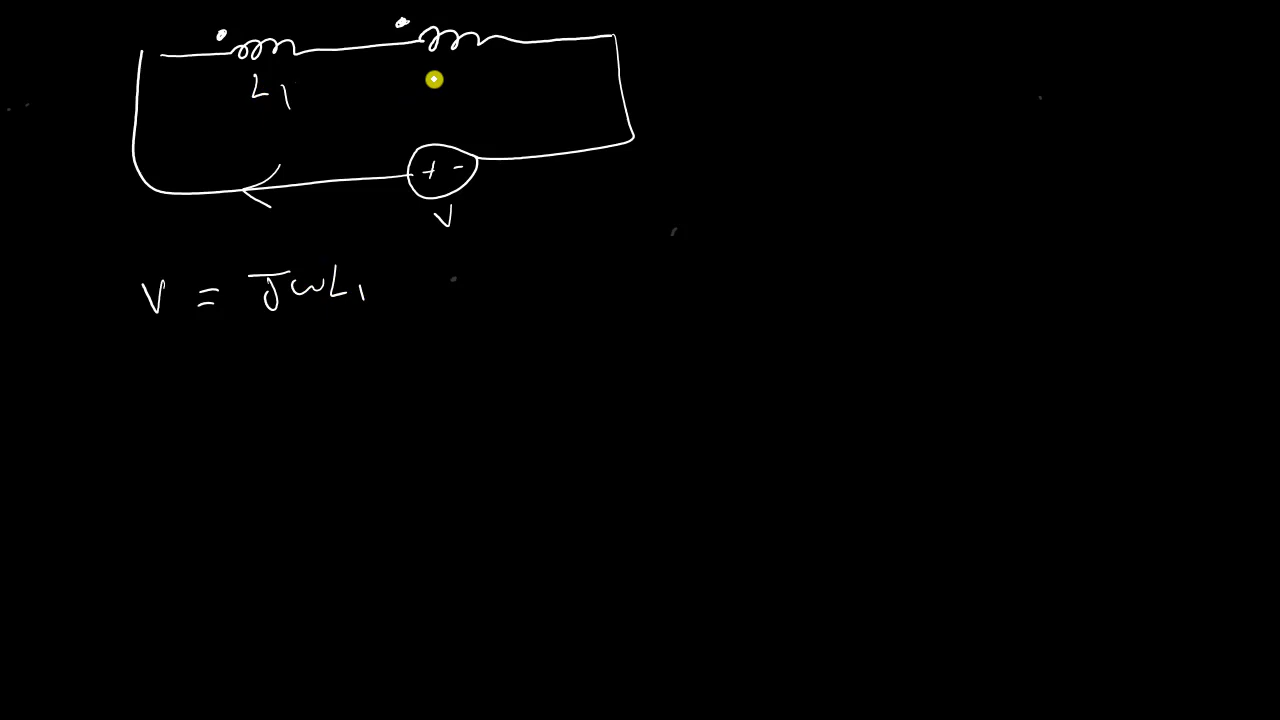 L1
+ -
V
V = JωL1